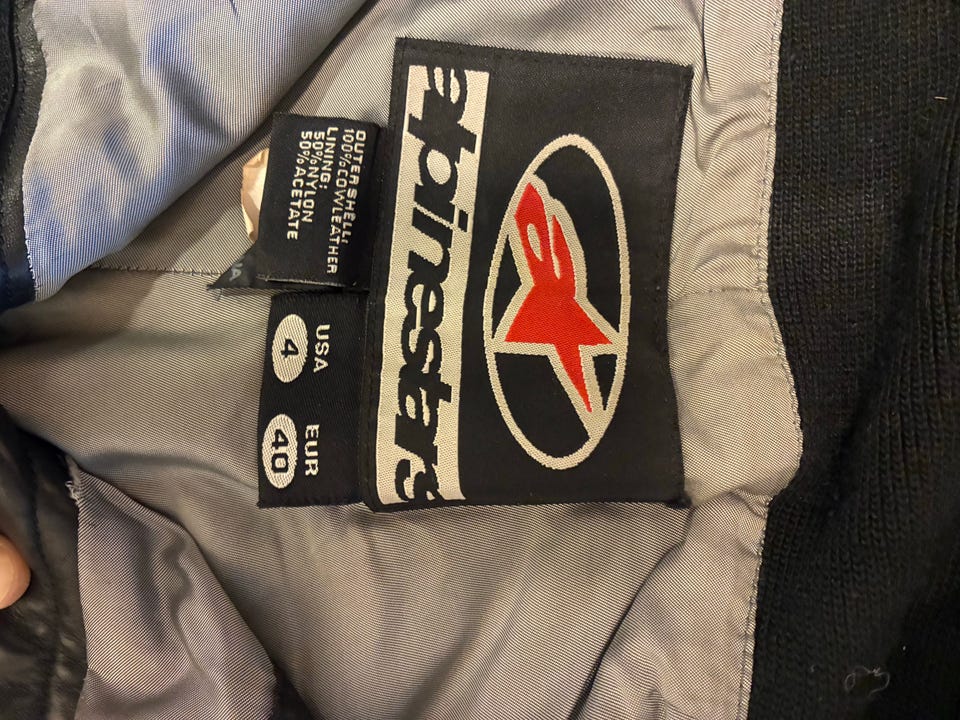 alpinestars
OUTER SHELL:
100% COWLEATHER
LINING:
50% NYLON
50% ACETATE
USA EUR
4 40